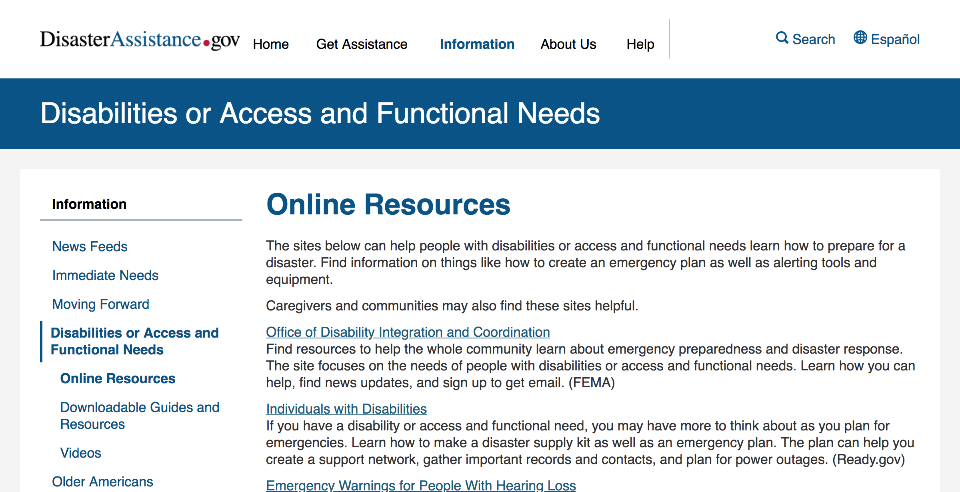 DisasterAssistance.gov Home Get Assistance Information About Us Help Search Español
Disabilities or Access and Functional Needs
Information
News Feeds
Immediate Needs
Moving Forward
Disabilities or Access and
Functional Needs
Online Resources
Downloadable Guides and
Resources
Videos
Older Americans
Online Resources
The sites below can help people with disabilities or access and functional needs learn how to prepare for a
disaster. Find information on things like how to create an emergency plan as well as alerting tools and
equipment.
Caregivers and communities may also find these sites helpful.
Office of Disability Integration and Coordination
Find resources to help the whole community learn about emergency preparedness and disaster response.
The site focuses on the needs of people with disabilities or access and functional needs. Learn how you can
help, find news updates, and sign up to get email. (FEMA)
Individuals with Disabilities
If you have a disability or access and functional need, you may have more to think about as you plan for
emergencies. Learn how to make a disaster supply kit as well as an emergency plan. The plan can help you
create a support network, gather important records and contacts, and plan for power outages. (Ready.gov)
Emergency Warnings for People With Hearing Loss